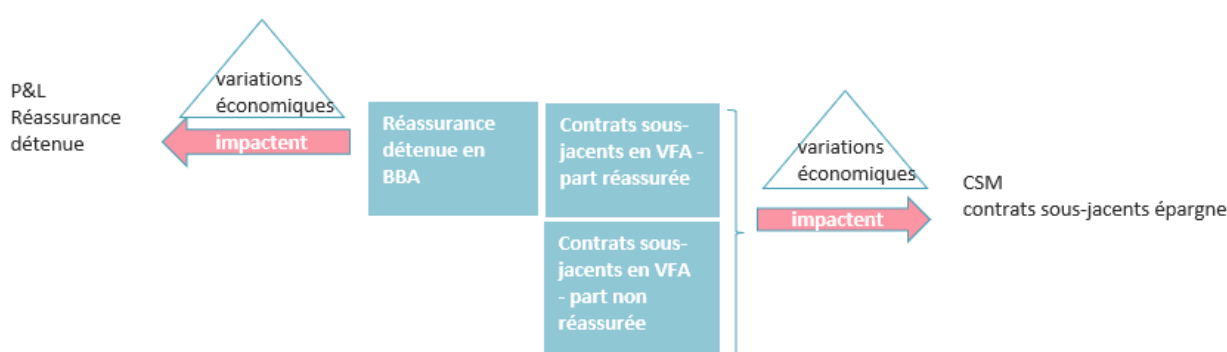 P&L
Réassurance
détenue
variations
économiques
impactent
Réassurance
détenue en
BBA
Contrats sous-
jacents en VFA -
part réassurée
Contrats sous-
jacents en VFA
- part non
réassurée
variations
économiques
impactent
CSM
contrats sous-jacents épargne